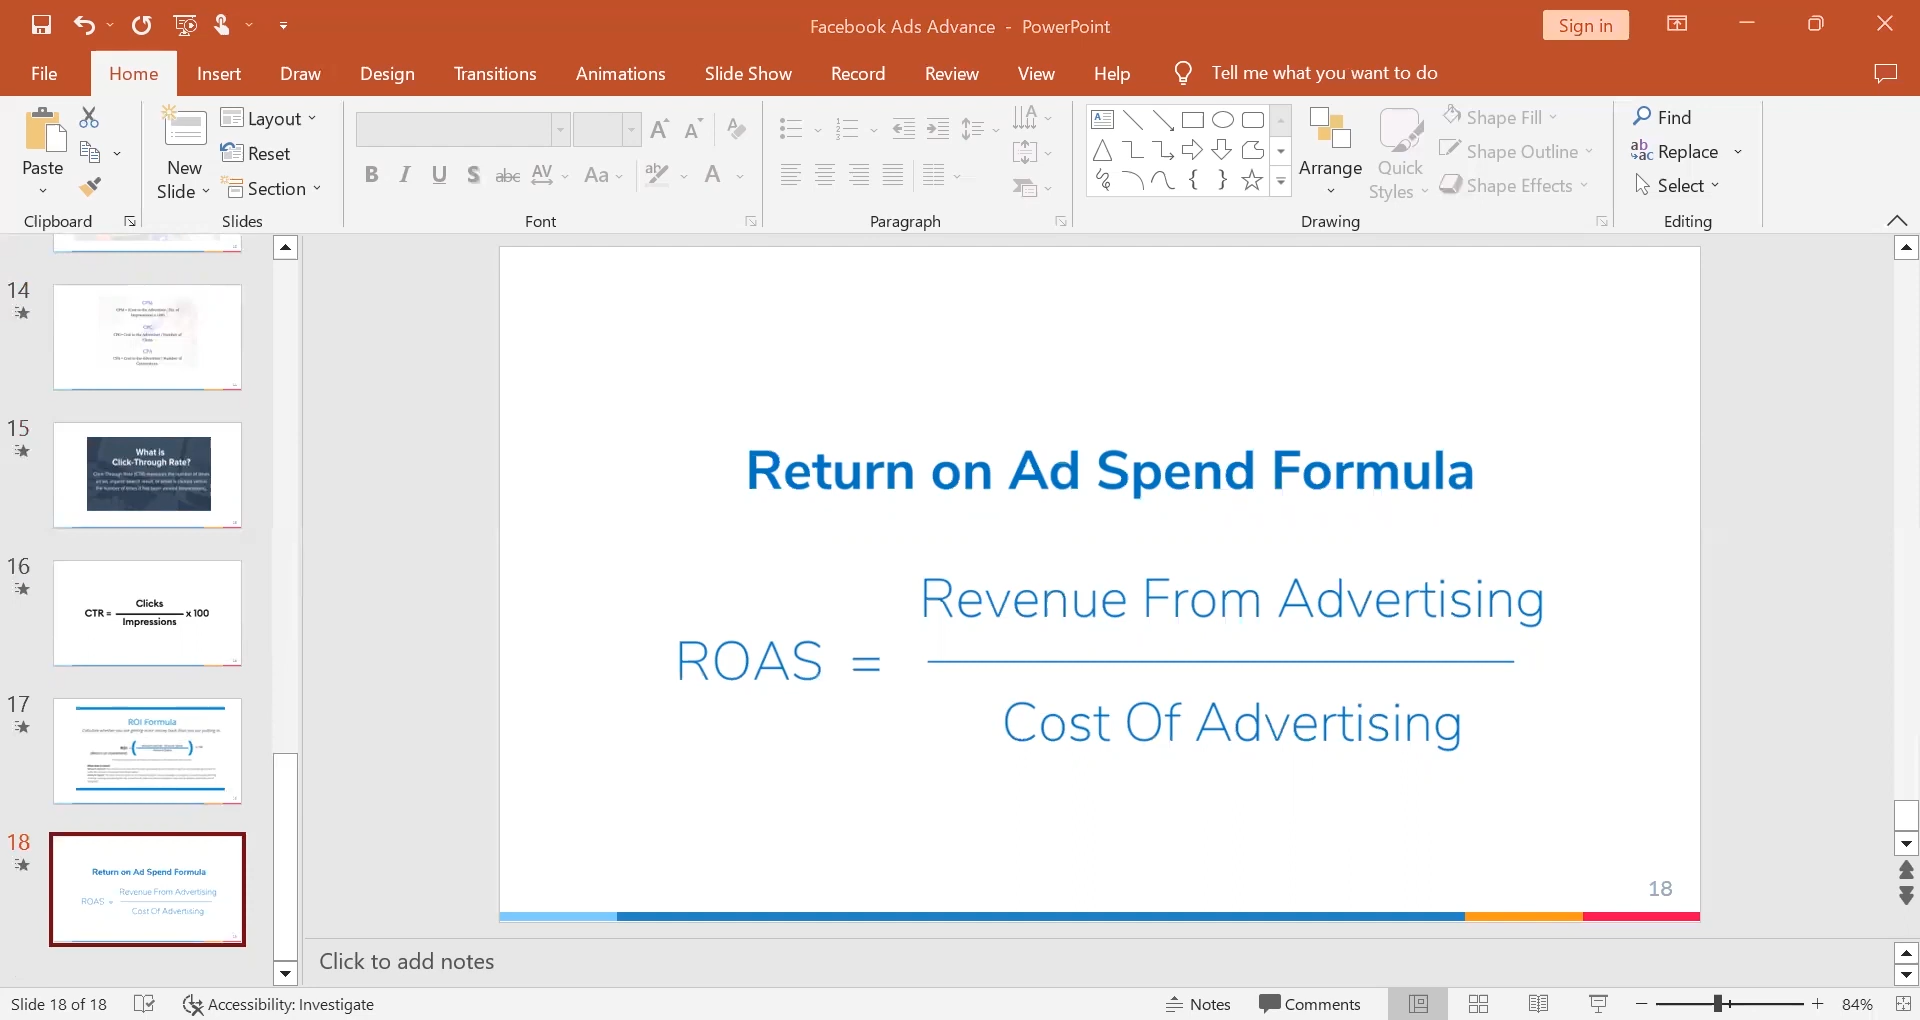 Facebook Ads Advance - PowerPoint
Sign in
File Home Insert Draw Design Transitions Animations Slide Show Record Review View Help Tell me what you want to do
Paste
New Slide
Layout
Reset
Section
Arrange
Quick Styles
Shape Fill
Shape Outline
Shape Effects
Find
Replace
Select
Clipboard Slides Font Paragraph Drawing Editing
14
15
What is
Click-Through Rate?
16
CTR = Clicks x 100
Impressions
17
ROI Formula
18
Return on Ad Spend Formula
Revenue From Advertising
ROAS =
Cost Of Advertising
Return on Ad Spend Formula
Revenue From Advertising
ROAS =
Cost Of Advertising
18
Click to add notes
Slide 18 of 18 Accessibility: Investigate Notes Comments 84%